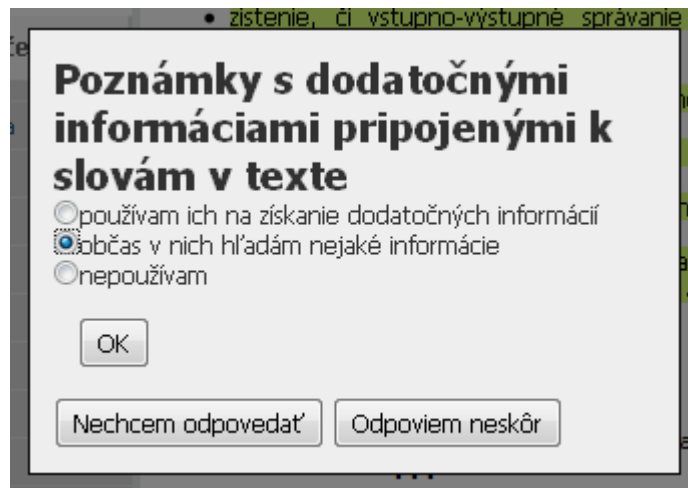 zistenie, či vstupno-výstupné správanie
Poznámky s dodatočnými
informáciami pripojenými k
slovám v texte
používam ich na získanie dodatočných informácií
občas v nich hľadám nejaké informácie
nepoužívam
OK
Nechcem odpovedať Odpoviem neskôr